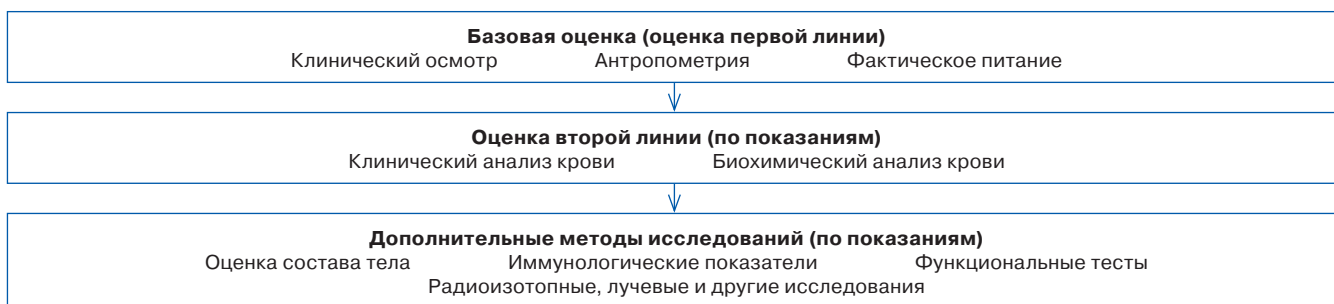 Базовая оценка (оценка первой линии)
Клинический осмотр Антропометрия Фактическое питание
Оценка второй линии (по показаниям)
Клинический анализ крови Биохимический анализ крови
Дополнительные методы исследований (по показаниям)
Оценка состава тела Иммунологические показатели Функциональные тесты
Радиоизотопные, лучевые и другие исследования